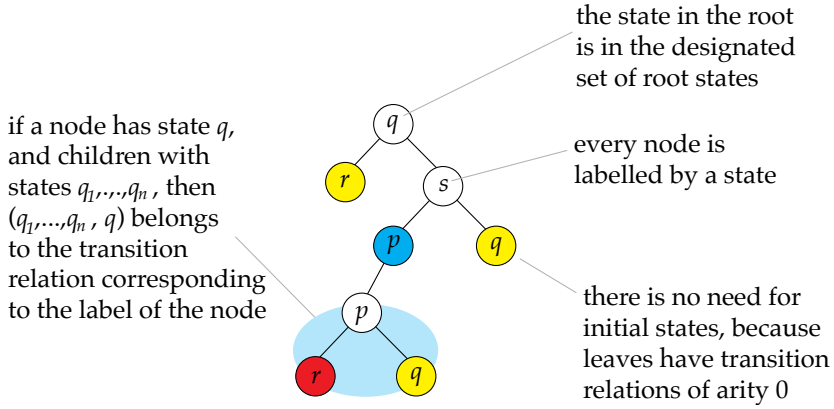 the state in the root
is in the designated
set of root states
if a node has state q,
and children with
states q₁,.,.,qₙ, then
(q₁,...,qₙ, q) belongs
to the transition
relation corresponding
to the label of the node
every node is
labelled by a state
there is no need for
initial states, because
leaves have transition
relations of arity 0
q
r
s
p
q
p
r
q